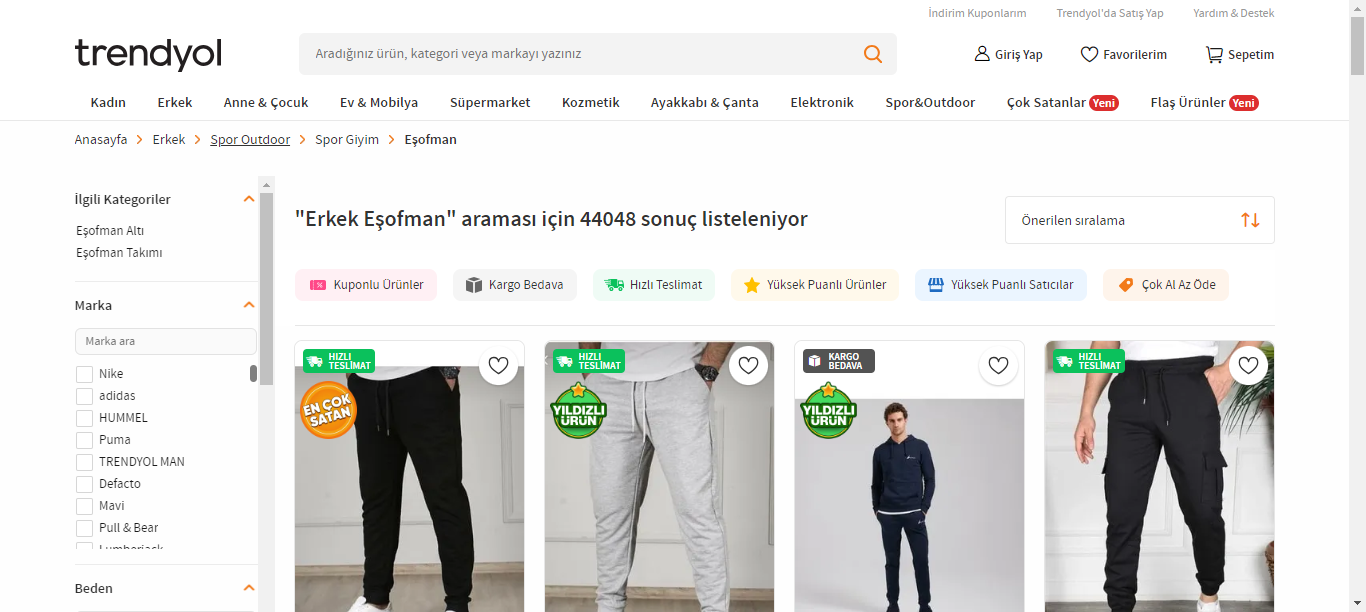 İndirim Kuponlarım Trendyol'da Satış Yap Yardım & Destek
trendyol
Aradığınız ürün, kategori veya markayı yazınız
Giriş Yap Favorilerim Sepetim
Kadın Erkek Anne & Çocuk Ev & Mobilya Süpermarket Kozmetik Ayakkabı & Çanta Elektronik Spor&Outdoor Çok Satanlar Yeni Flaş Ürünler Yeni
Anasayfa Erkek Spor Outdoor Spor Giyim Eşofman
İlgili Kategoriler
Eşofman Altı
Eşofman Takımı
Marka
Marka ara
Nike
adidas
HUMMEL
Puma
TRENDYOL MAN
Defacto
Mavi
Pull & Bear
Lumberjack
Beden
"Erkek Eşofman" araması için 44048 sonuç listeleniyor
Önerilen sıralama
Kuponlu Ürünler Kargo Bedava Hızlı Teslimat Yüksek Puanlı Ürünler Yüksek Puanlı Satıcılar Çok Al Az Öde
HIZLI
TESLİMAT
EN ÇOK
SATAN
HIZLI
TESLİMAT
YILDIZLI
ÜRÜN
KARGO
BEDAVA
YILDIZLI
ÜRÜN
HIZLI
TESLİMAT